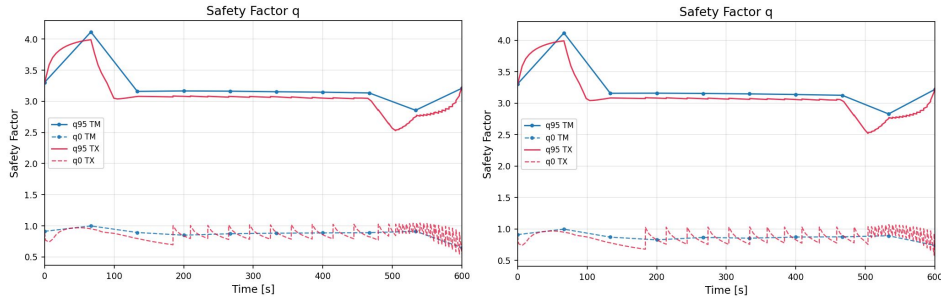 Safety Factor q
Safety Factor
4.0
3.5
3.0
2.5
2.0
1.5
1.0
0.5
q95 TM
q0 TM
q95 TX
q0 TX
0 100 200 300 400 500 600
Time [s]
Safety Factor q
Safety Factor
4.0
3.5
3.0
2.5
2.0
1.5
1.0
0.5
q95 TM
q0 TM
q95 TX
q0 TX
0 100 200 300 400 500 600
Time [s]